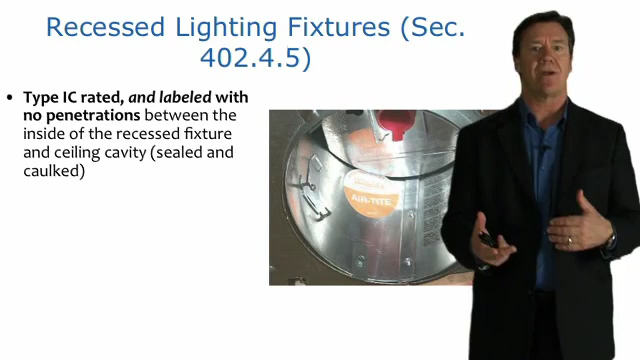 Recessed Lighting Fixtures (Sec.
402.4.5)
• Type IC rated, and labeled with
no penetrations between the
inside of the recessed fixture
and ceiling cavity (sealed and
caulked)
AIR-TITE